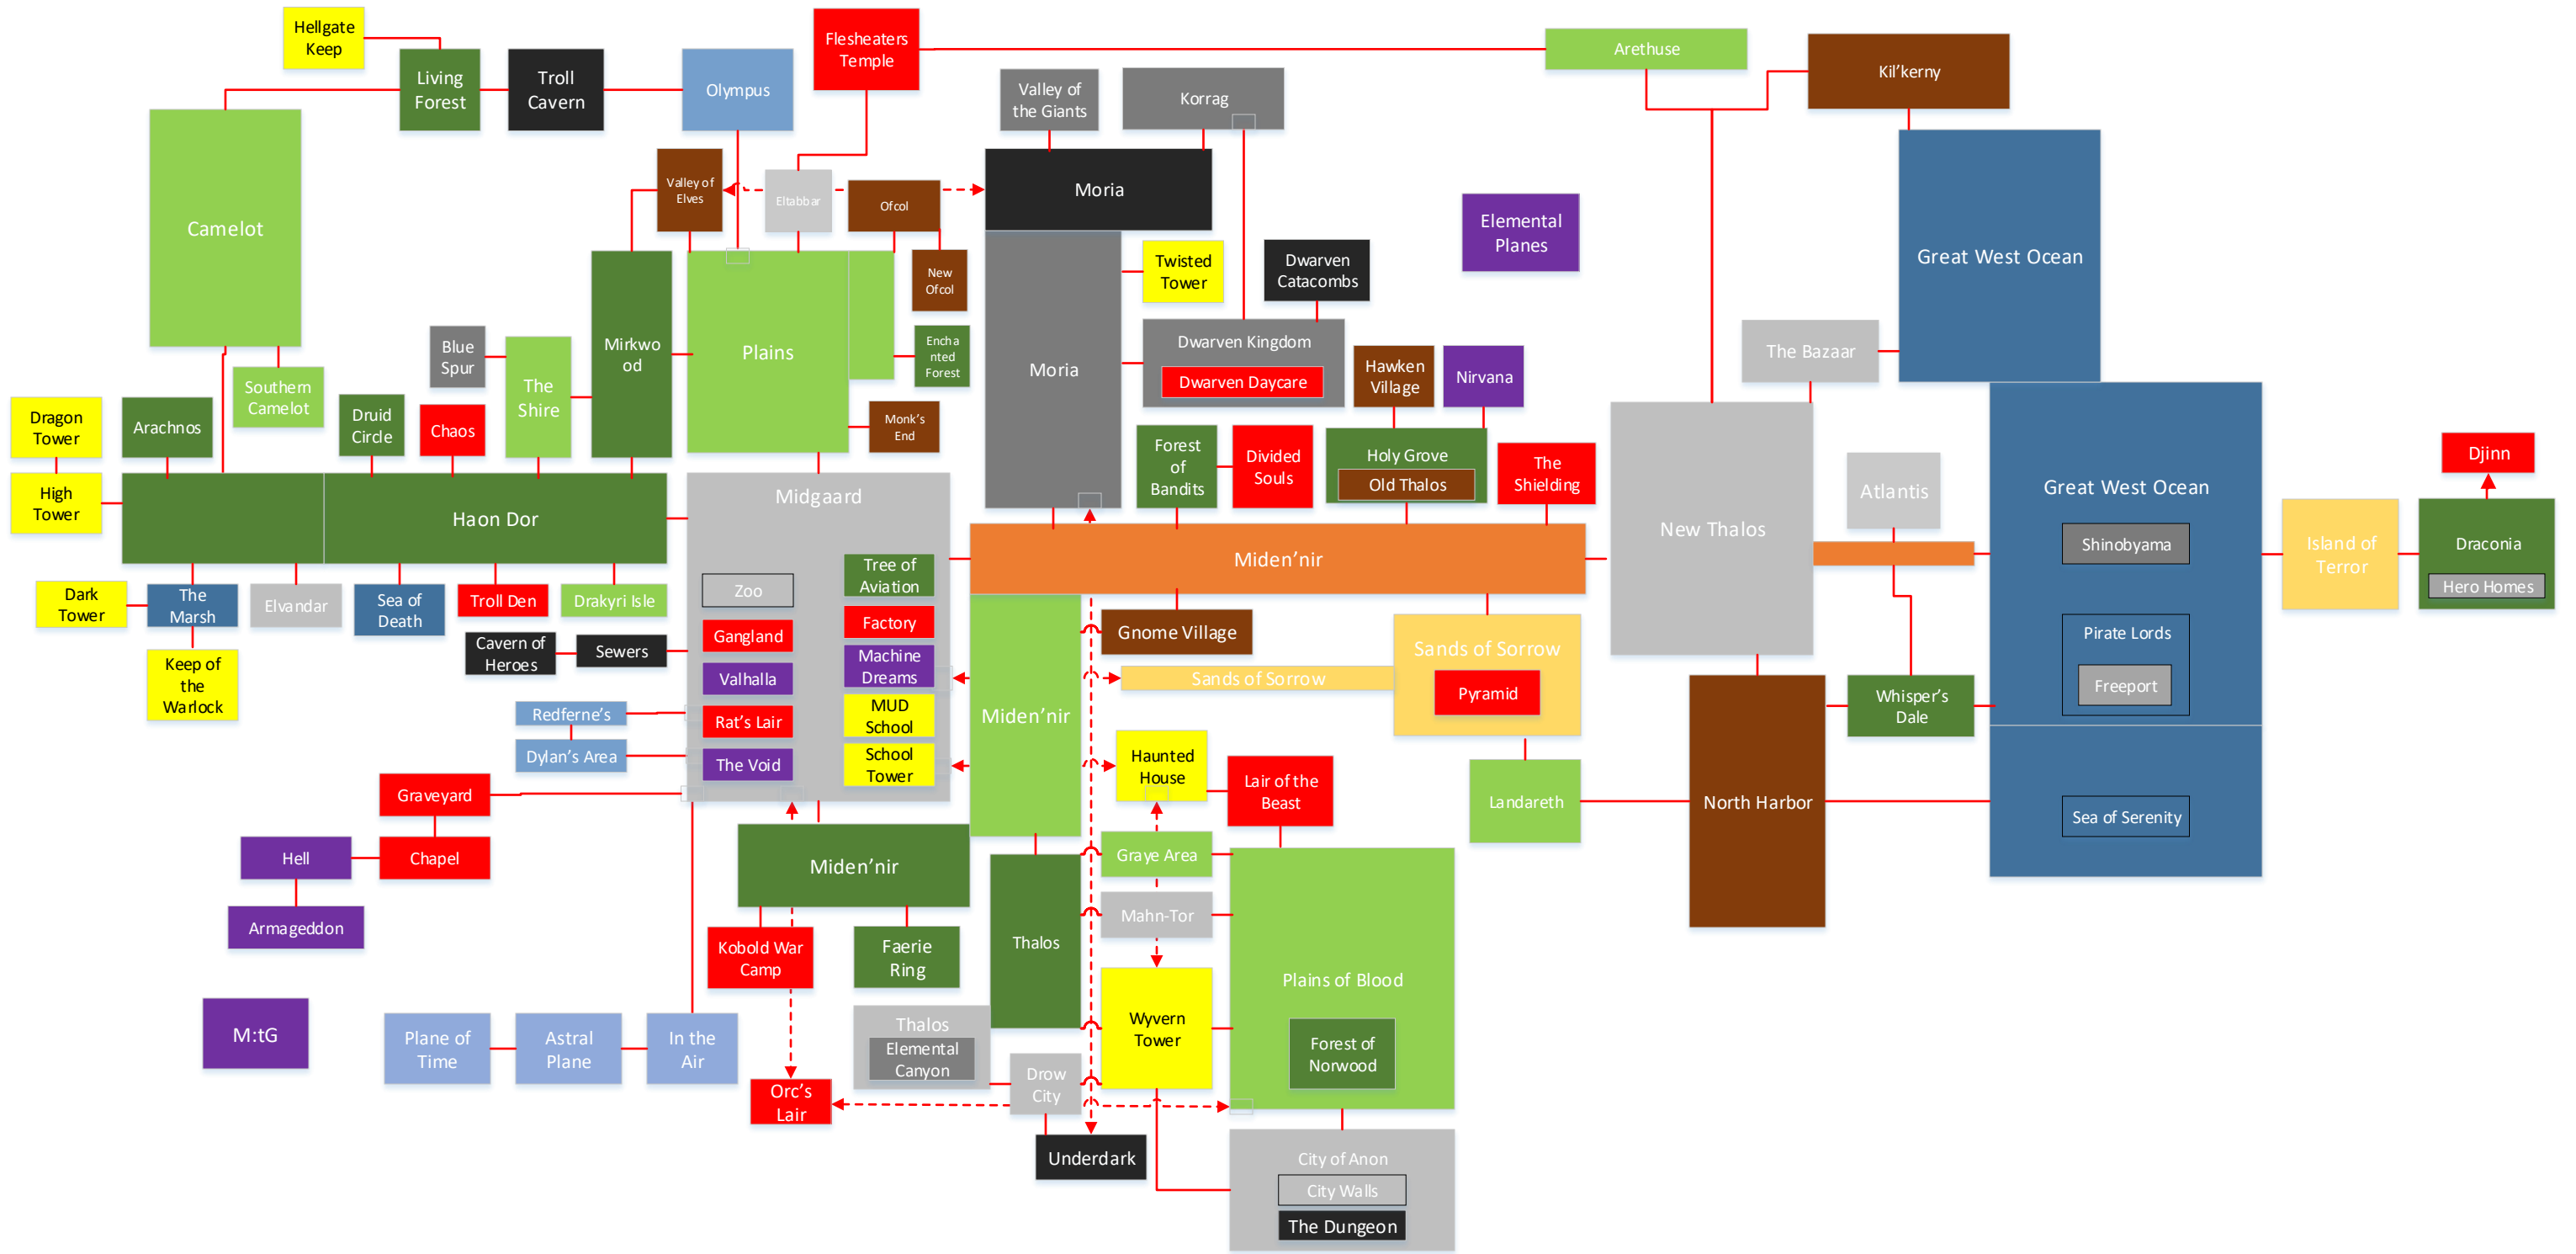 Hellgate
Keep
Living
Forest
Troll
Cavern
Olympus
Flesheaters
Temple
Arethuse
Kil'kerny
Valley of
the Giants
Korrag
Camelot
Valley of
Elves
Eltabbar
Ofcol
Moria
Elemental
Planes
Great West Ocean
New
Ofcol
Twisted
Tower
Dwarven
Catacombs
Blue
Spur
The
Shire
Mirkwo
od
Plains
Encha
nted
Forest
Moria
Dwarven Kingdom
Dwarven Daycare
Hawken
Village
Nirvana
The Bazaar
Southern
Camelot
Dragon
Tower
Arachnos
Druid
Circle
Chaos
Monk's
End
Forest
of
Bandits
Divided
Souls
Holy Grove
Old Thalos
The
Shielding
Djinn
High
Tower
Haon Dor
Midgaard
New Thalos
Atlantis
Great West Ocean
Shinobyama
Island of
Terror
Draconia
Hero Homes
Miden'nir
Dark
Tower
The
Marsh
Elvandar
Sea of
Death
Troll Den
Drakyri Isle
Zoo
Tree of
Aviation
Gangland
Factory
Gnome Village
Sands of Sorrow
Pirate Lords
Cavern of
Heroes
Sewers
Valhalla
Machine
Dreams
Sands of Sorrow
Pyramid
Freeport
Keep of
the
Warlock
Redferne's
Rat's Lair
MUD
School
Miden'nir
Whisper's
Dale
Dylan's Area
The Void
School
Tower
Haunted
House
Lair of the
Beast
Graveyard
Landareth
North Harbor
Sea of Serenity
Hell
Chapel
Miden'nir
Graye Area
Armageddon
Mahn-Tor
Kobold War
Camp
Faerie
Ring
Thalos
Plains of Blood
M:tG
Plane of
Time
Astral
Plane
In the
Air
Thalos
Elemental
Canyon
Wyvern
Tower
Forest of
Norwood
Orc's
Lair
Drow
City
Underdark
City of Anon
City Walls
The Dungeon